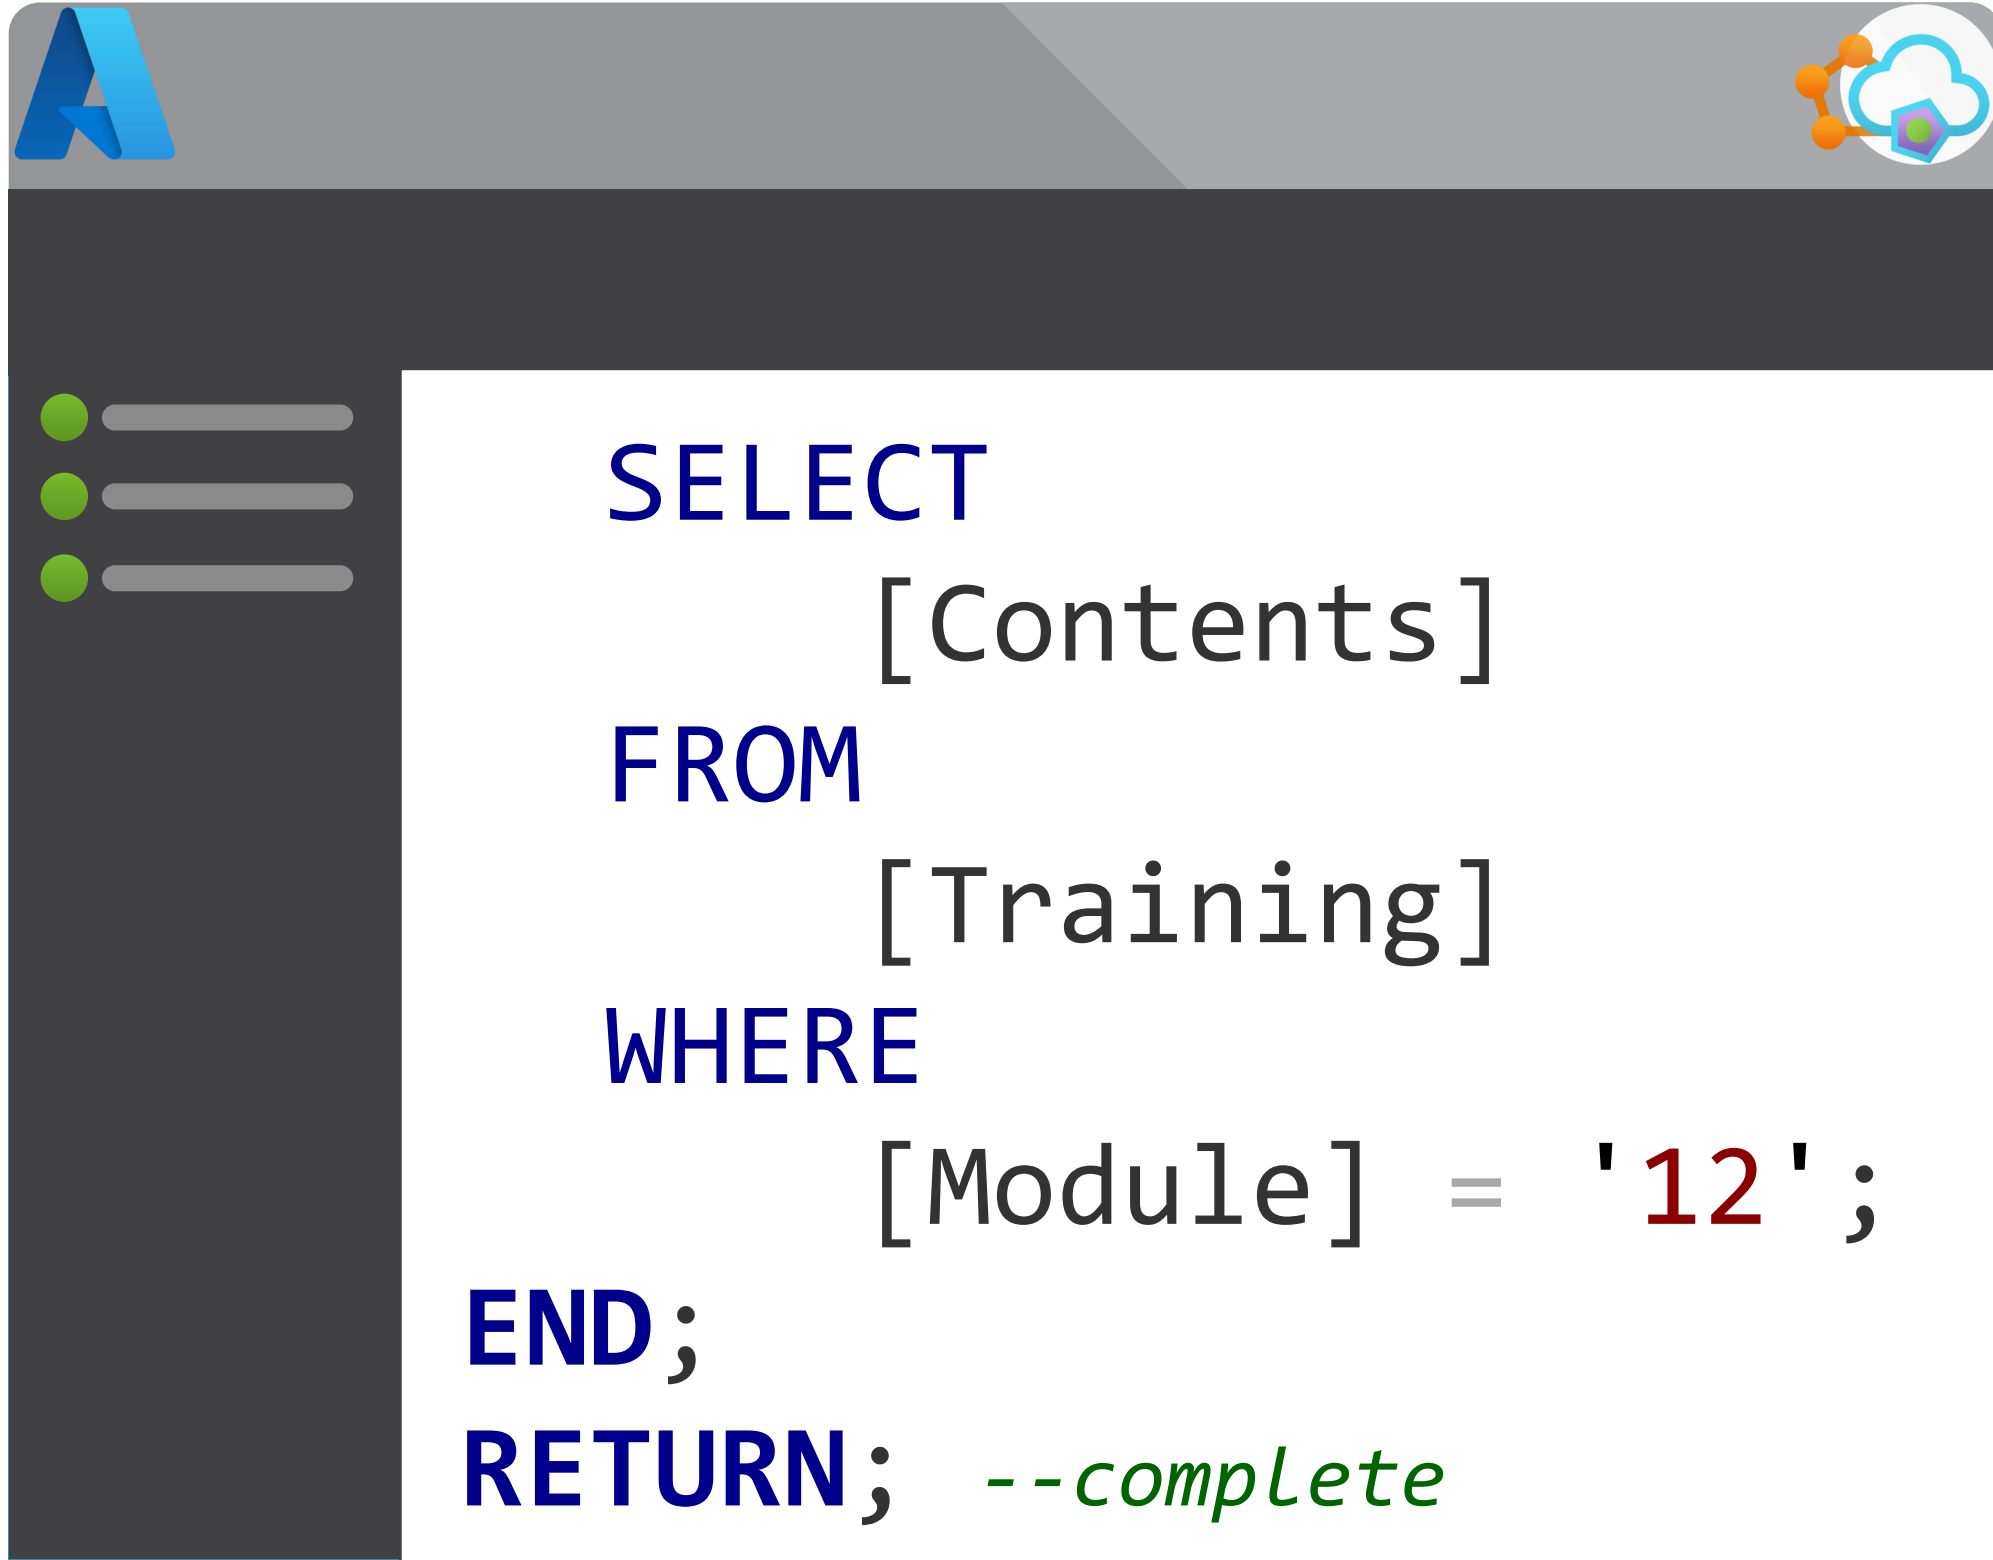 SELECT
[Contents]
FROM
[Training]
WHERE
[Module] = '12';
END;
RETURN; --complete